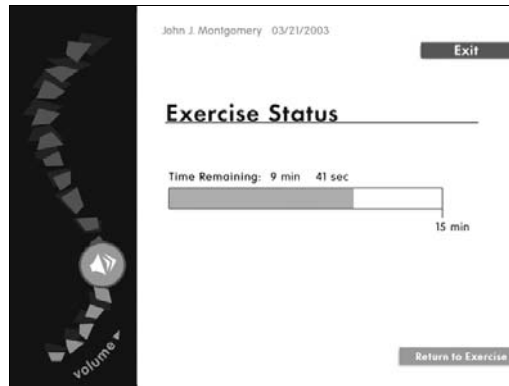 John J. Montgomery 03/21/2003
Exit
Exercise Status
Time Remaining: 9 min 41 sec
15 min
volume
Return to Exercise